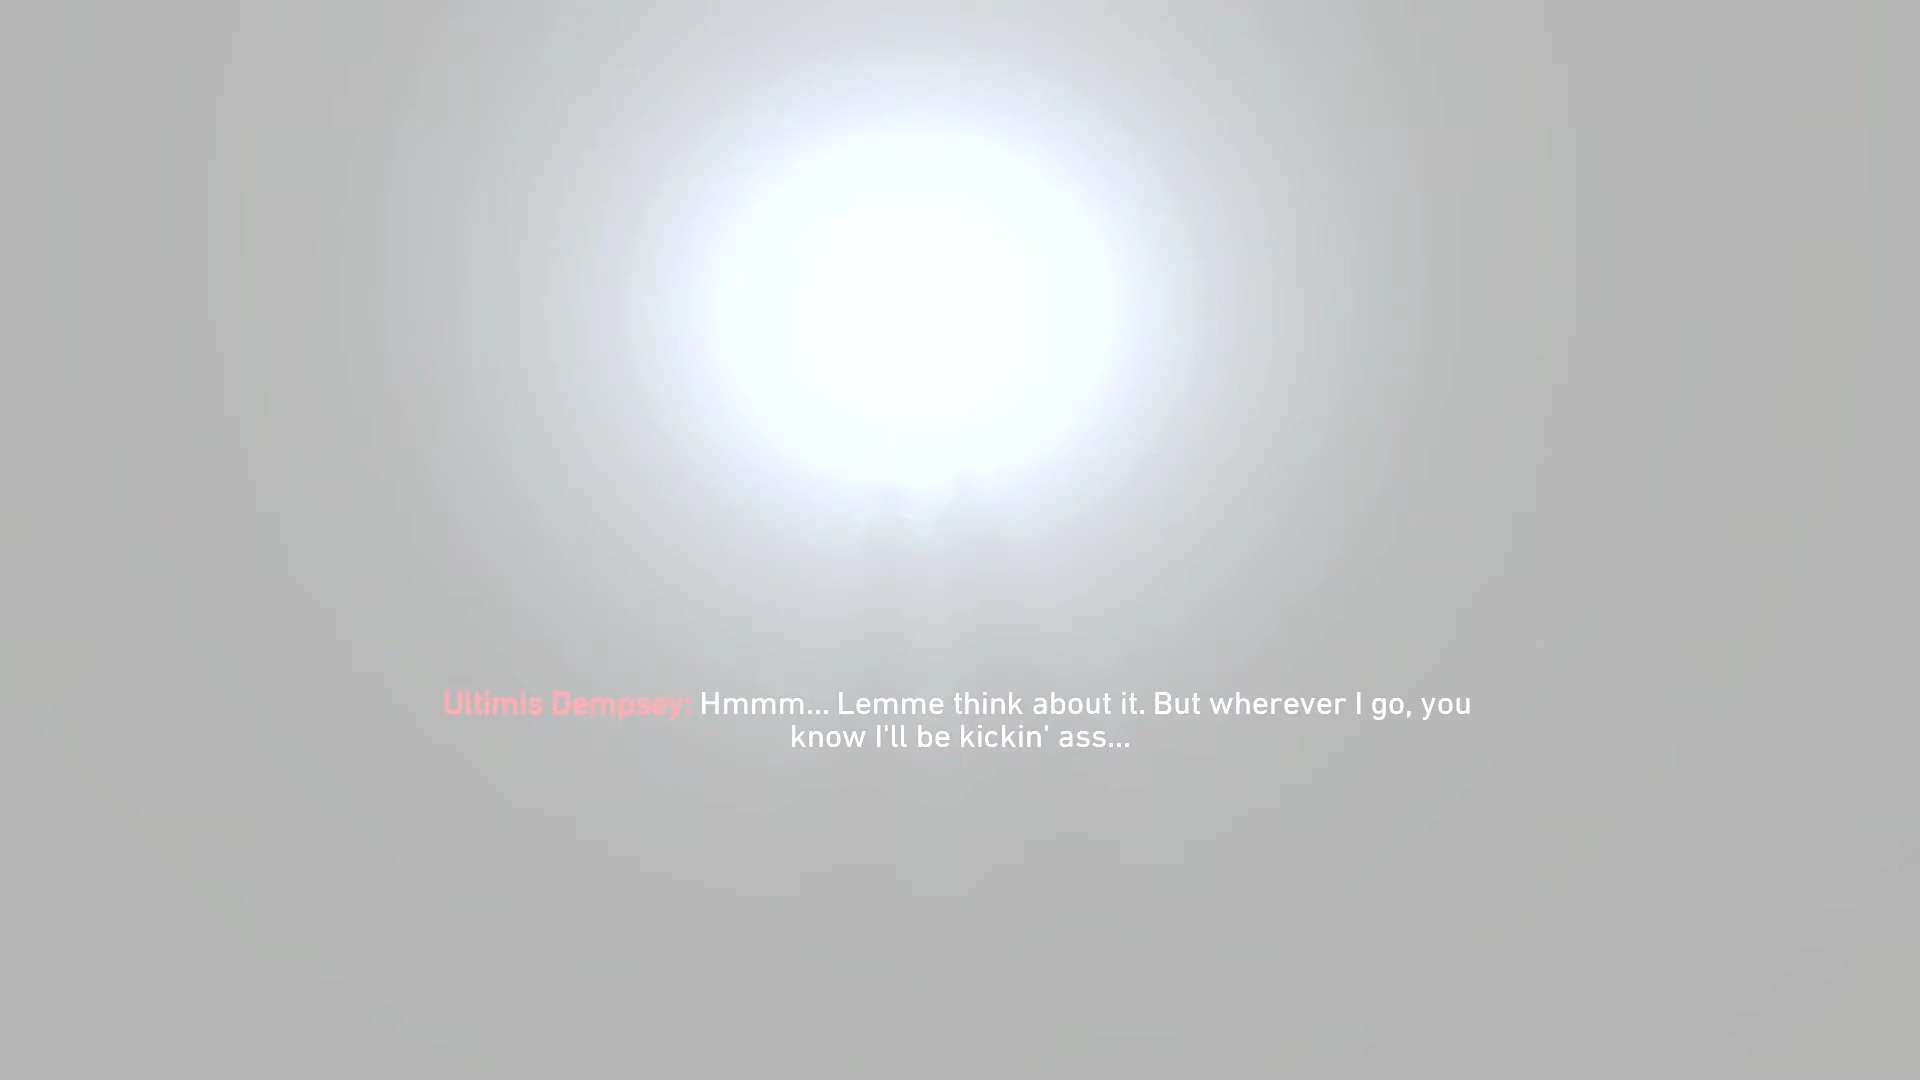 Ultimis Dempsey: Hmmm... Lemme think about it. But wherever I go, you
know I'll be kickin' ass...